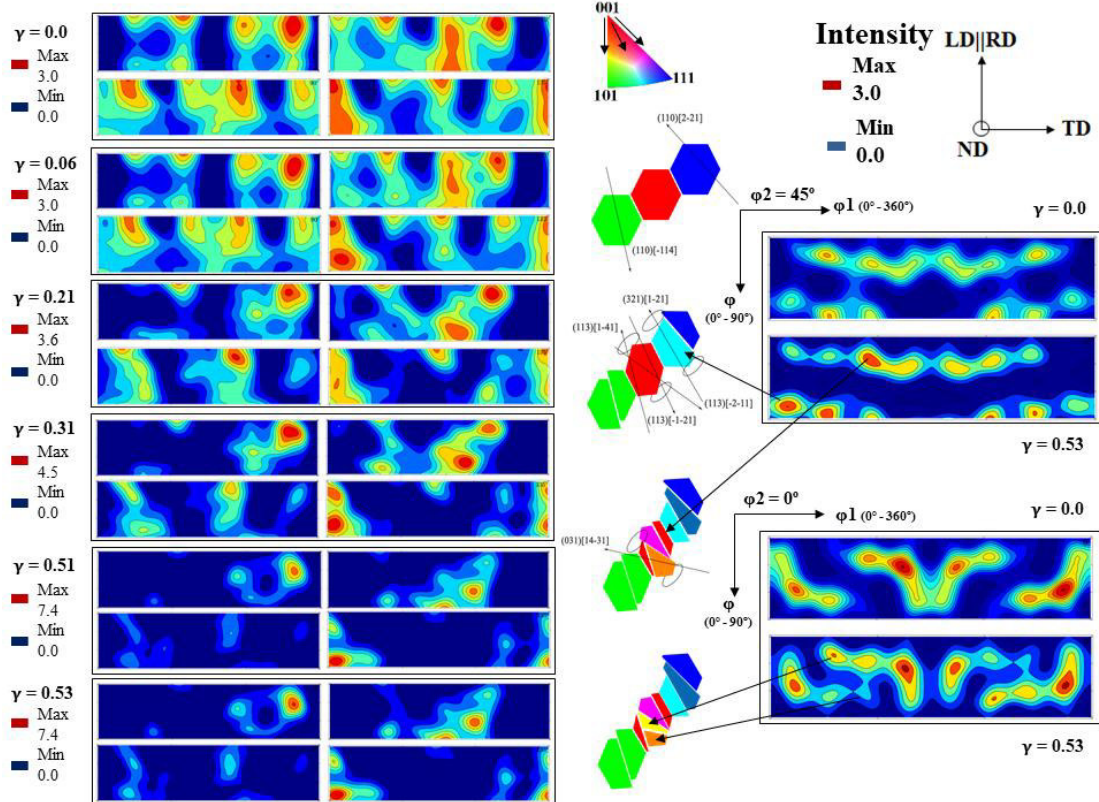 γ = 0.0
Max
3.0
Min
0.0
γ = 0.06
Max
3.0
Min
0.0
γ = 0.21
Max
3.6
Min
0.0
γ = 0.31
Max
4.5
Min
0.0
γ = 0.51
Max
7.4
Min
0.0
γ = 0.53
Max
7.4
Min
0.0
001
111
101
Intensity
Max
3.0
Min
0.0
LD||RD
TD
ND
(110)[2-21]
(110)[-114]
φ2 = 45°
φ1 (0° - 360°)
γ = 0.0
φ
(0° - 90°)
γ = 0.53
(321)[1-21]
(113)[1-41]
(113)[-2-11]
(113)[-1-21]
(031)[14-31]
φ2 = 0°
φ1 (0° - 360°)
γ = 0.0
φ
(0° - 90°)
γ = 0.53